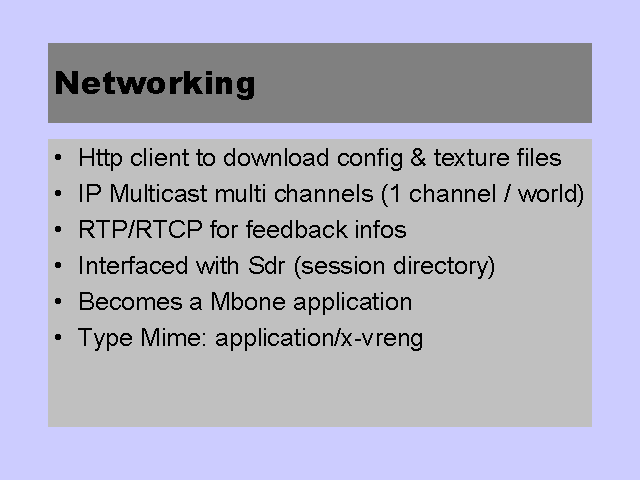 Networking
• Http client to download config & texture files
• IP Multicast multi channels (1 channel / world)
• RTP/RTCP for feedback infos
• Interfaced with Sdr (session directory)
• Becomes a Mbone application
• Type Mime: application/x-vreng